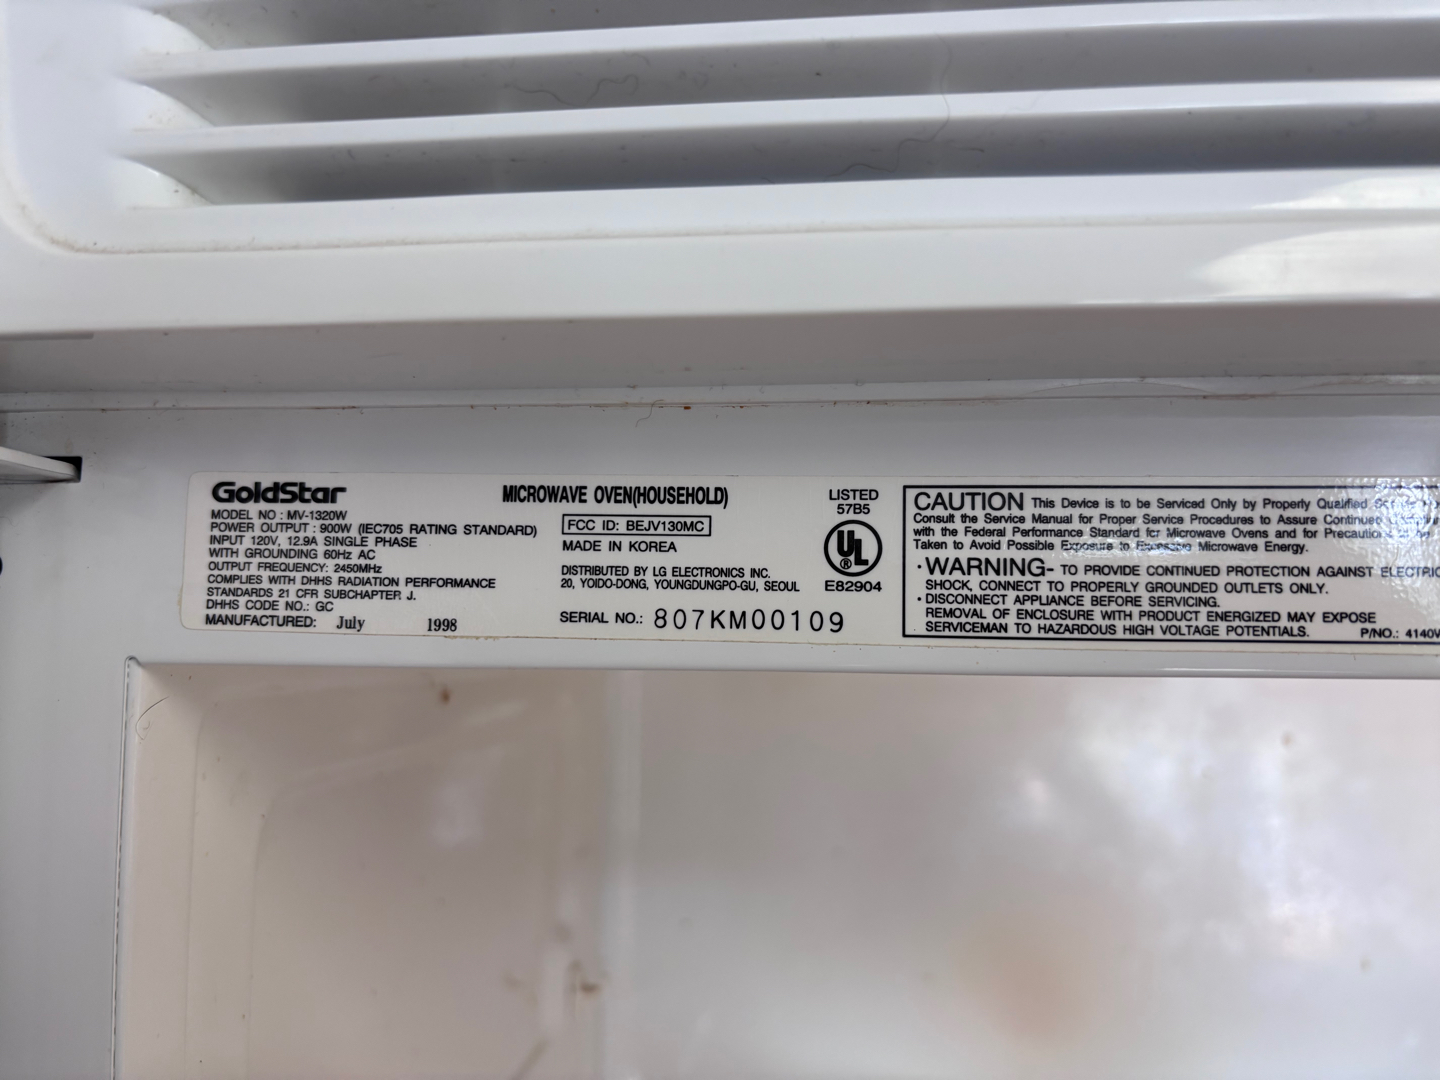 GoldStar
MODEL NO : MV-1320W
POWER OUTPUT : 900W (IEC705 RATING STANDARD)
INPUT 120V, 12.9A SINGLE PHASE
WITH GROUNDING 60Hz AC
OUTPUT FREQUENCY: 2450MHz
COMPLIES WITH DHHS RADIATION PERFORMANCE
STANDARDS 21 CFR SUBCHAPTER J.
DHHS CODE NO.: GC
MANUFACTURED: July 1998
MICROWAVE OVEN(HOUSEHOLD)
FCC ID: BEJV130MC
MADE IN KOREA
DISTRIBUTED BY LG ELECTRONICS INC.
20, YOIDO-DONG, YOUNGDUNGPO-GU, SEOUL
SERIAL NO.: 807KM00109
LISTED
57B5
UL
®
E82904
CAUTION This Device is to be Serviced Only by Properly Qualified
Consult the Service Manual for Proper Service Procedures to Assure Continued
with the Federal Performance Standard for Microwave Ovens and for Precautions
Taken to Avoid Possible Exposure to Excessive Microwave Energy.
·WARNING- TO PROVIDE CONTINUED PROTECTION AGAINST ELECTRIC
SHOCK, CONNECT TO PROPERLY GROUNDED OUTLETS ONLY.
·DISCONNECT APPLIANCE BEFORE SERVICING.
REMOVAL OF ENCLOSURE WITH PRODUCT ENERGIZED MAY EXPOSE
SERVICEMAN TO HAZARDOUS HIGH VOLTAGE POTENTIALS. P/NO.: 4140